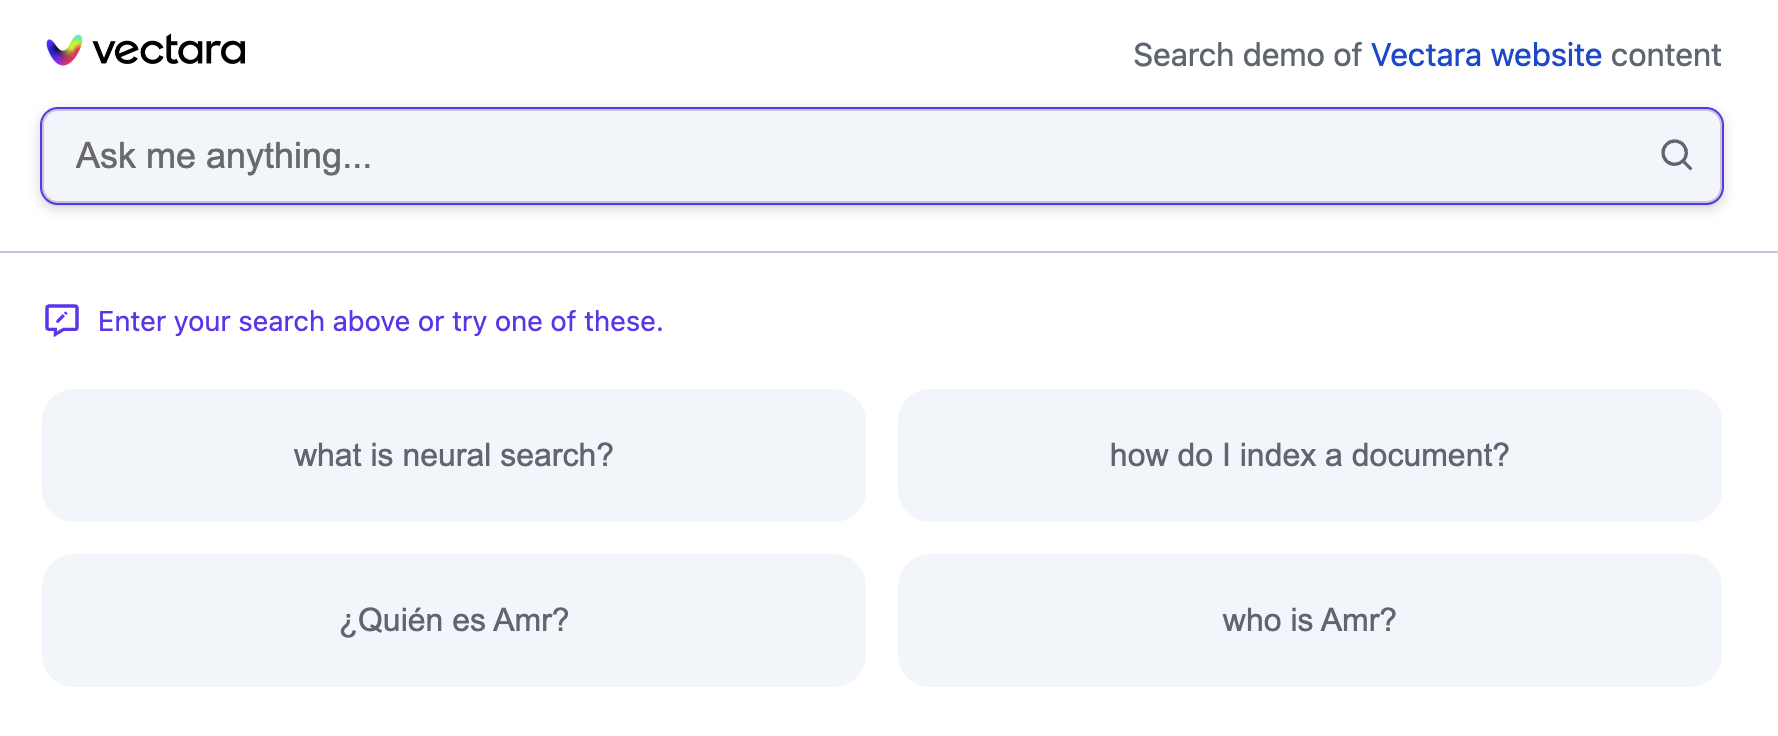 vectara
Search demo of Vectara website content
Ask me anything...
Enter your search above or try one of these.
what is neural search?
how do I index a document?
¿Quién es Amr?
who is Amr?